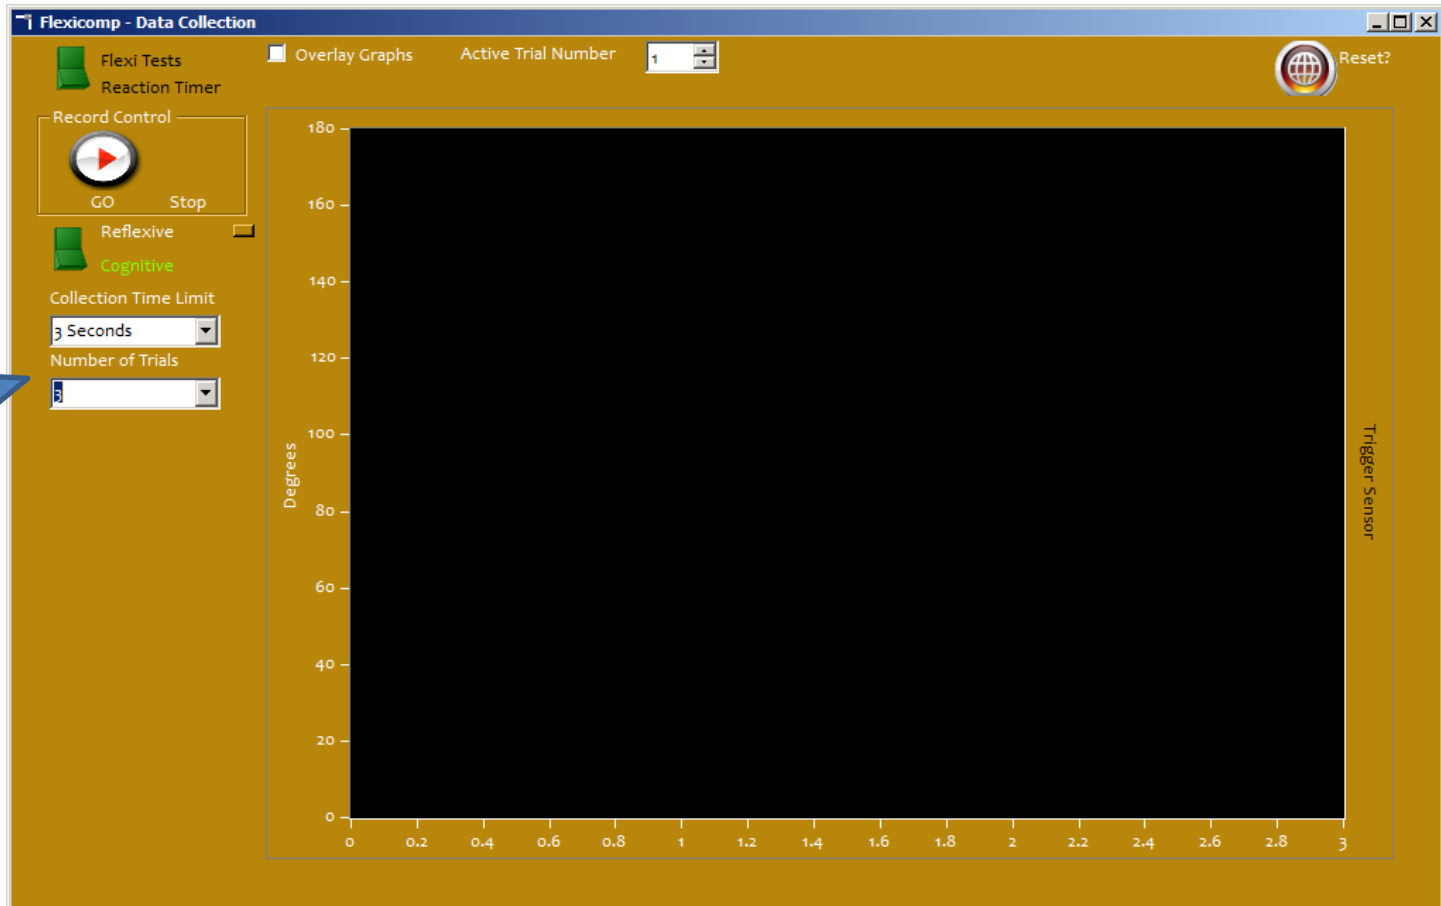 Flexicomp - Data Collection
Flexi Tests
Reaction Timer
Overlay Graphs
Active Trial Number
1
Reset?
Record Control
GO Stop
Reflexive
Cognitive
Collection Time Limit
3 Seconds
Number of Trials
3
180
160
140
120
100
80
60
40
20
0
Degrees
Trigger Sensor
0 0.2 0.4 0.6 0.8 1 1.2 1.4 1.6 1.8 2 2.2 2.4 2.6 2.8 3